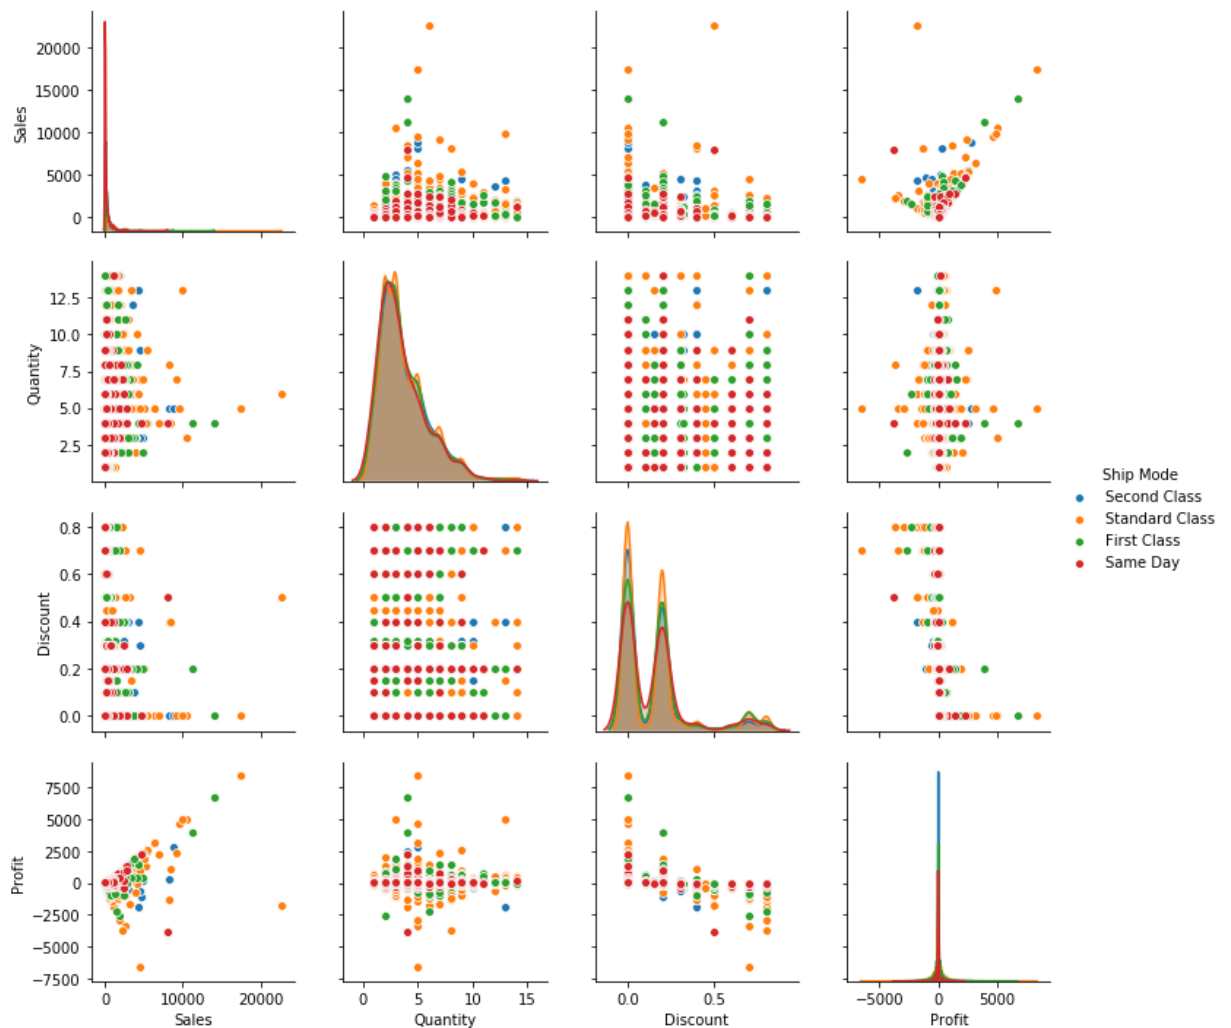 20000
15000
10000
5000
0
Sales
12.5
10.0
7.5
5.0
2.5
Quantity
Ship Mode
Second Class
Standard Class
First Class
Same Day
0.8
0.6
0.4
0.2
0.0
Discount
7500
5000
2500
0
−2500
−5000
−7500
Profit
0 10000 20000
Sales
0 5 10 15
Quantity
0.0 0.5
Discount
−5000 0 5000
Profit